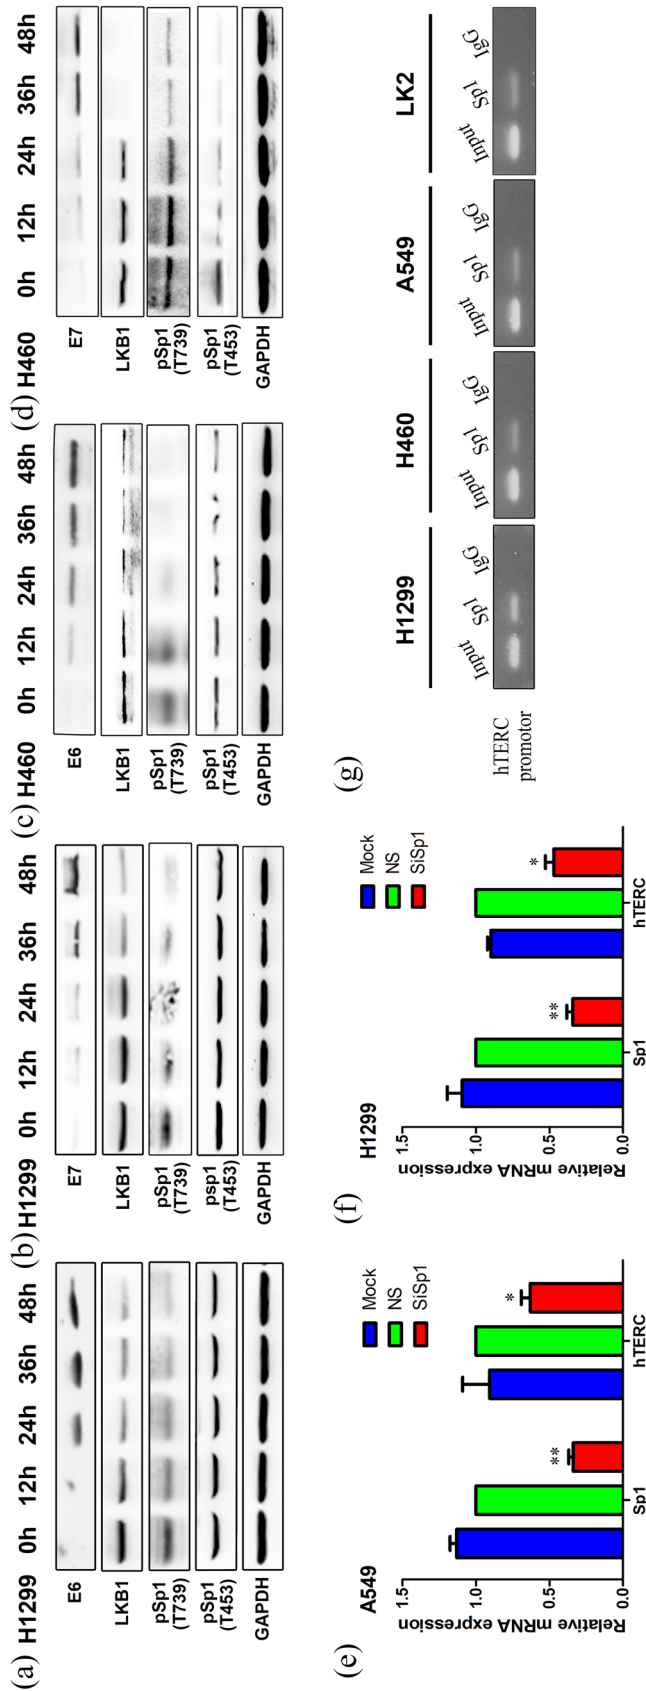 (a) H1299
0h 12h 24h 36h 48h
E6
LKB1
pSp1
(T739)
pSp1
(T453)
GAPDH
(b) H1299
0h 12h 24h 36h 48h
E7
LKB1
pSp1
(T739)
psp1
(T453)
GAPDH
(c) H460
0h 12h 24h 36h 48h
E6
LKB1
pSp1
(T739)
pSp1
(T453)
GAPDH
(d) H460
0h 12h 24h 36h 48h
E7
LKB1
pSp1
(T739)
pSp1
(T453)
GAPDH
(e)
A549
Relative mRNA expression
1.5
1.0
0.5
0.0
**
*
Sp1 hTERC
Mock
NS
SiSp1
(f)
H1299
Relative mRNA expression
1.5
1.0
0.5
0.0
**
*
Sp1 hTERC
Mock
NS
SiSp1
(g)
H1299 H460 A549 LK2
Input Sp1 IgG Input Sp1 IgG Input Sp1 IgG Input Sp1 IgG
hTERC
promotor